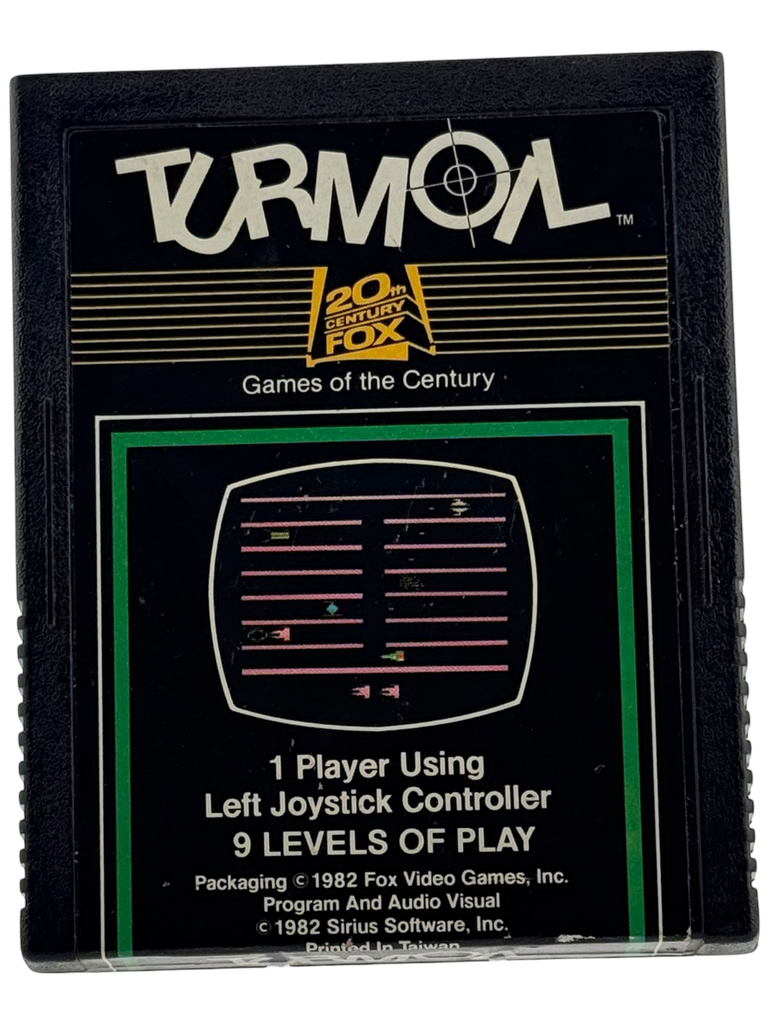 TURMOIL TM
20th
CENTURY
FOX
Games of the Century
1 Player Using
Left Joystick Controller
9 LEVELS OF PLAY
Packaging © 1982 Fox Video Games, Inc.
Program And Audio Visual
© 1982 Sirius Software, Inc.
Printed In Taiwan
TURMOIL